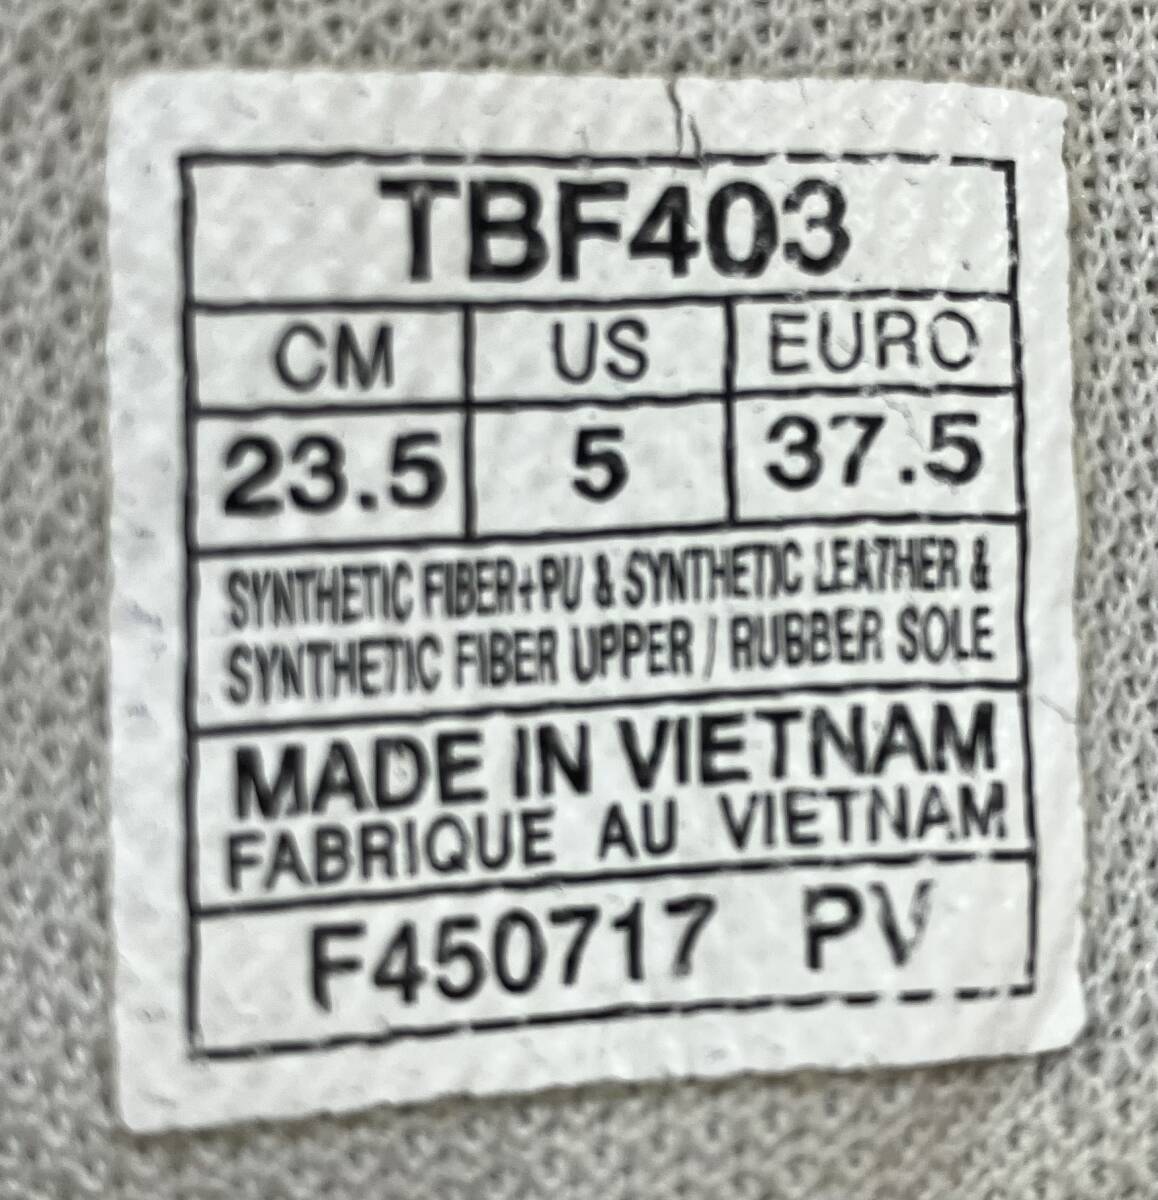 TBF403
CM US EURO
23.5 5 37.5
SYNTHETIC FIBER+PU & SYNTHETIC LEATHER &
SYNTHETIC FIBER UPPER / RUBBER SOLE
MADE IN VIETNAM
FABRIQUE AU VIETNAM
F450717 PV